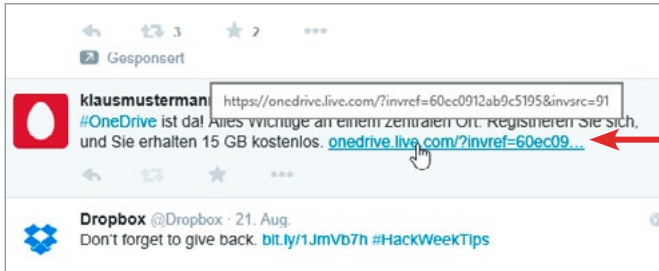 3 2
Gesponsert
klausmusterman
https://onedrive.live.com/?invref=60ec0912ab9c5195&invsrc=91
#OneDrive ist da! Alles Wichtige an einem zentralen Ort. Registrieren Sie sich,
und Sie erhalten 15 GB kostenlos. onedrive.live.com/?invref=60ec09...
Dropbox @Dropbox · 21. Aug.
Don't forget to give back. bit.ly/1JmVb7h #HackWeekTips